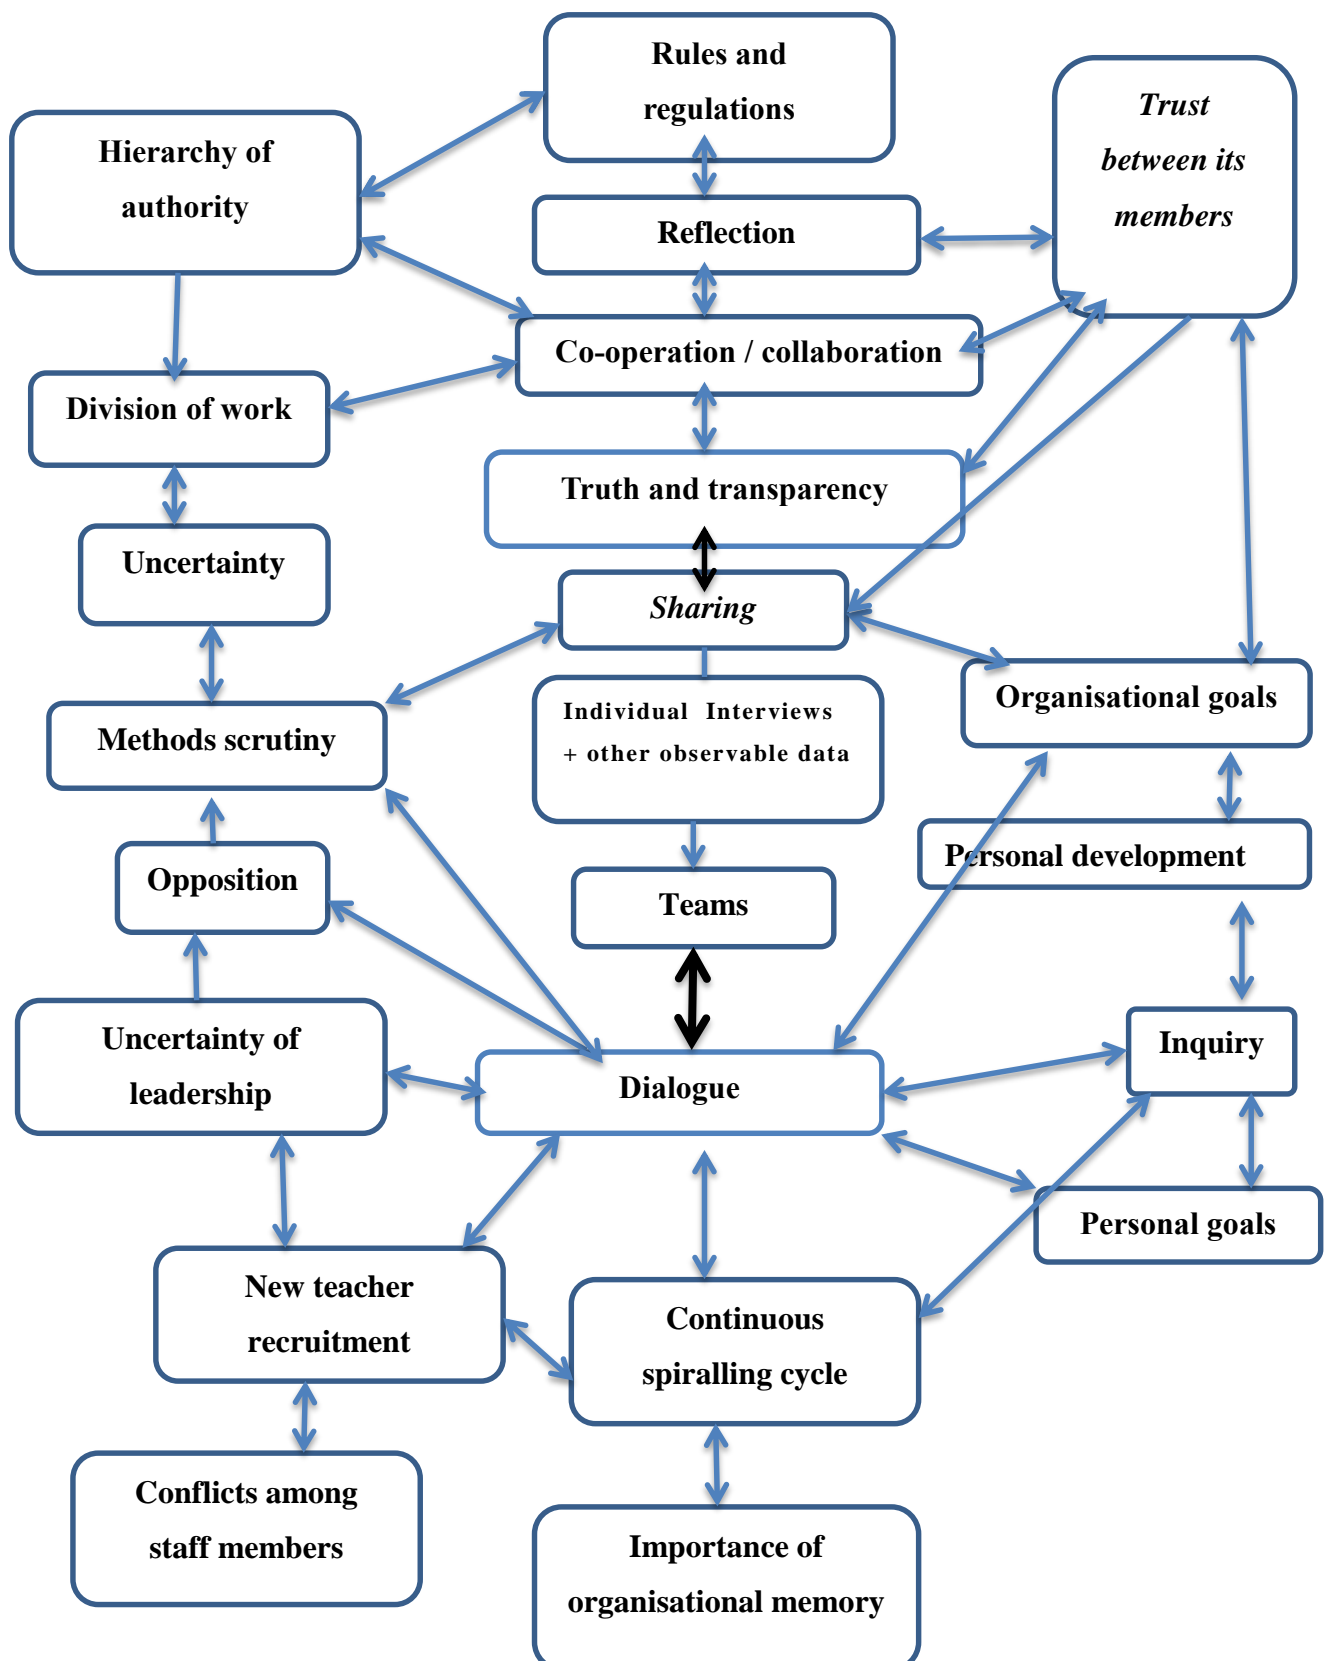 Rules and
regulations
Trust
between its
members
Hierarchy of
authority
Reflection
Co-operation / collaboration
Division of work
Truth and transparency
Uncertainty
Sharing
Organisational goals
Individual Interviews
+ other observable data
Methods scrutiny
Personal development
Opposition
Teams
Uncertainty of
leadership
Inquiry
Dialogue
Personal goals
New teacher
recruitment
Continuous
spiralling cycle
Conflicts among
staff members
Importance of
organisational memory